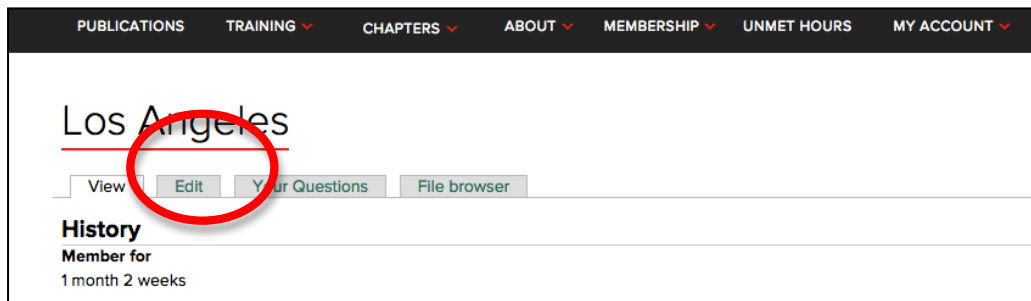 PUBLICATIONS TRAINING CHAPTERS ABOUT MEMBERSHIP UNMET HOURS MY ACCOUNT
Los Angeles
View Edit Your Questions File browser
History
Member for
1 month 2 weeks